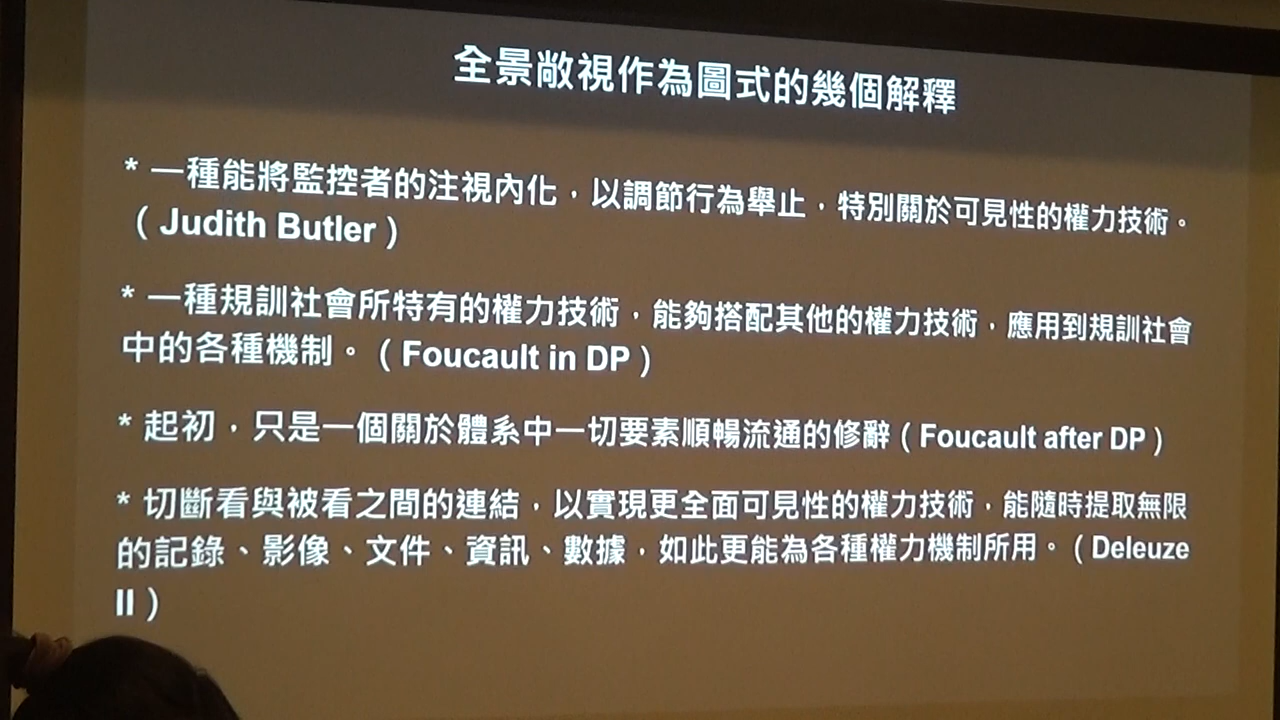 全景敞視作為圖式的幾個解釋
* 一種能將監控者的注視內化，以調節行為舉止，特別關於可見性的權力技術。
（Judith Butler）
* 一種規訓社會所特有的權力技術，能夠搭配其他的權力技術，應用到規訓社會
中的各種機制。（Foucault in DP）
* 起初，只是一個關於體系中一切要素順暢流通的修辭（Foucault after DP）
* 切斷看與被看之間的連結，以實現更全面可見性的權力技術，能隨時提取無限
的記錄、影像、文件、資訊、數據，如此更能為各種權力機制所用。（Deleuze
II）